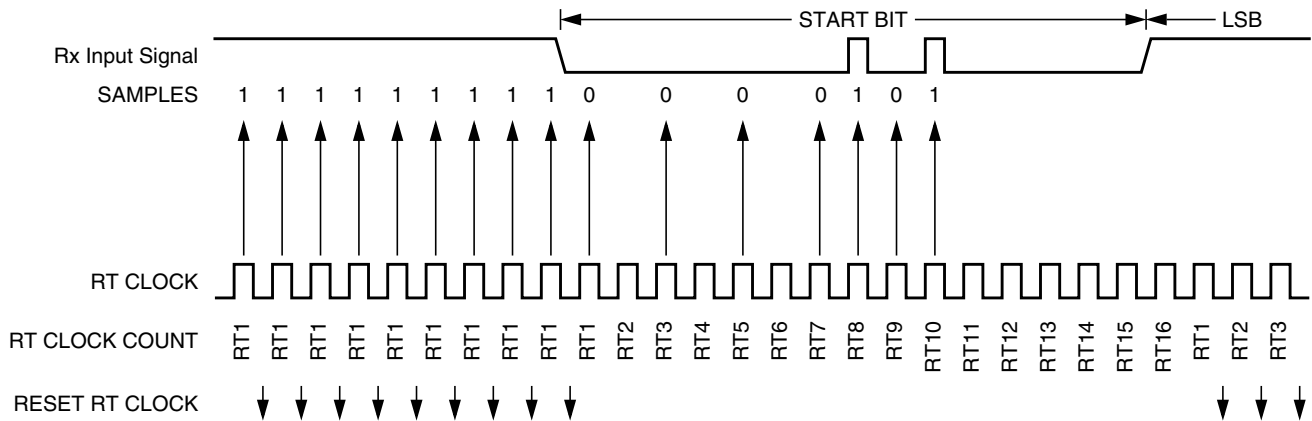 START BIT
LSB
Rx Input Signal
SAMPLES 1 1 1 1 1 1 1 1 1 0 0 0 0 1 0 1
RT CLOCK
RT CLOCK COUNT RT1 RT1 RT1 RT1 RT1 RT1 RT1 RT1 RT1 RT1 RT2 RT3 RT4 RT5 RT6 RT7 RT8 RT9 RT10 RT11 RT12 RT13 RT14 RT15 RT16 RT1 RT2 RT3
RESET RT CLOCK